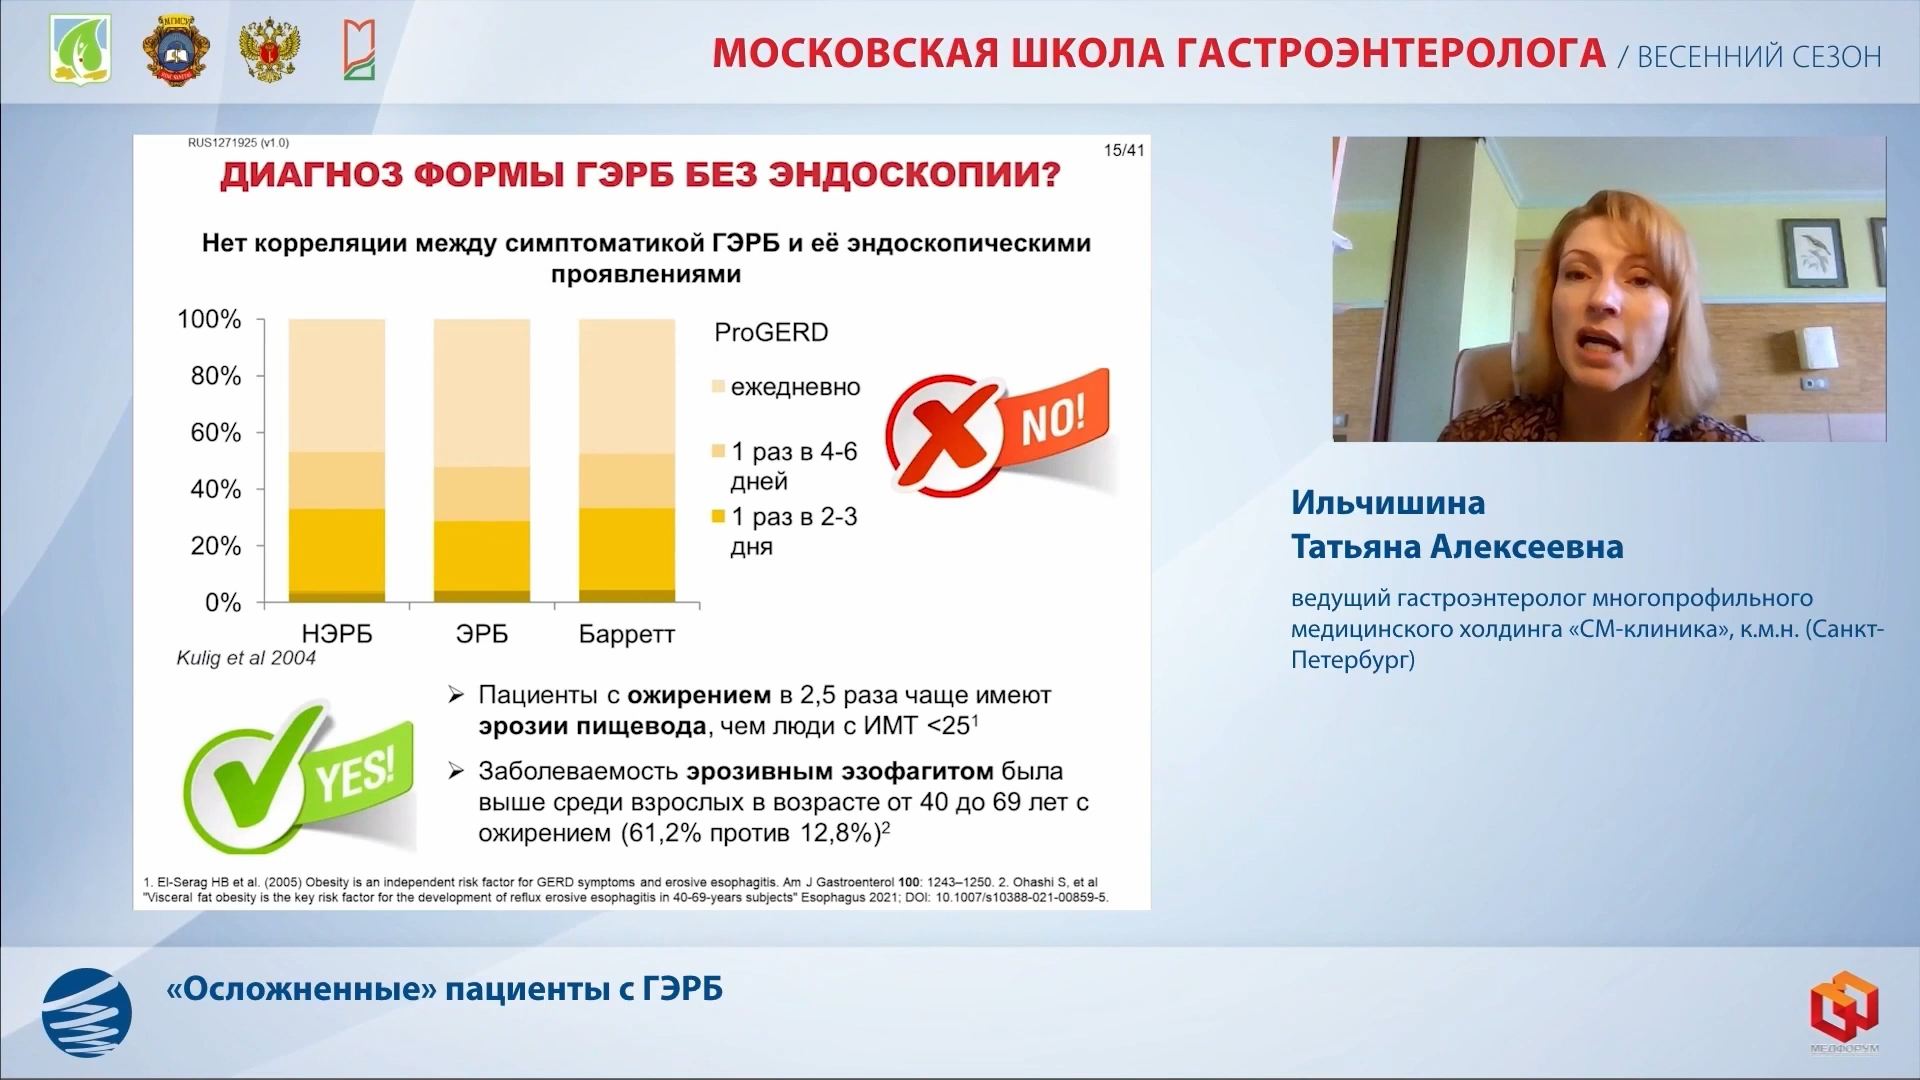 МГМСУ
МОСКОВСКАЯ ШКОЛА ГАСТРОЭНТЕРОЛОГА / ВЕСЕННИЙ СЕЗОН
RUS1271925 (v1.0)
15/41
ДИАГНОЗ ФОРМЫ ГЭРБ БЕЗ ЭНДОСКОПИИ?
Нет корреляции между симптоматикой ГЭРБ и её эндоскопическими
проявлениями
100%
80%
60%
40%
20%
0%
НЭРБ
ЭРБ
Барретт
ProGERD
ежедневно
1 раз в 4-6
дней
1 раз в 2-3
дня
NO!
Kulig et al 2004
YES!
Пациенты с ожирением в 2,5 раза чаще имеют
эрозии пищевода, чем люди с ИМТ <25¹
Заболеваемость эрозивным эзофагитом была
выше среди взрослых в возрасте от 40 до 69 лет с
ожирением (61,2% против 12,8%)²
1. El-Serag HB et al. (2005) Obesity is an independent risk factor for GERD symptoms and erosive esophagitis. Am J Gastroenterol 100: 1243–1250. 2. Ohashi S, et al
"Visceral fat obesity is the key risk factor for the development of reflux erosive esophagitis in 40-69-years subjects" Esophagus 2021; DOI: 10.1007/s10388-021-00859-5.
Ильчишина
Татьяна Алексеевна
ведущий гастроэнтеролог многопрофильного
медицинского холдинга «СМ-клиника», к.м.н. (Санкт-
Петербург)
«Осложненные» пациенты с ГЭРБ
МЕДФОРУМ